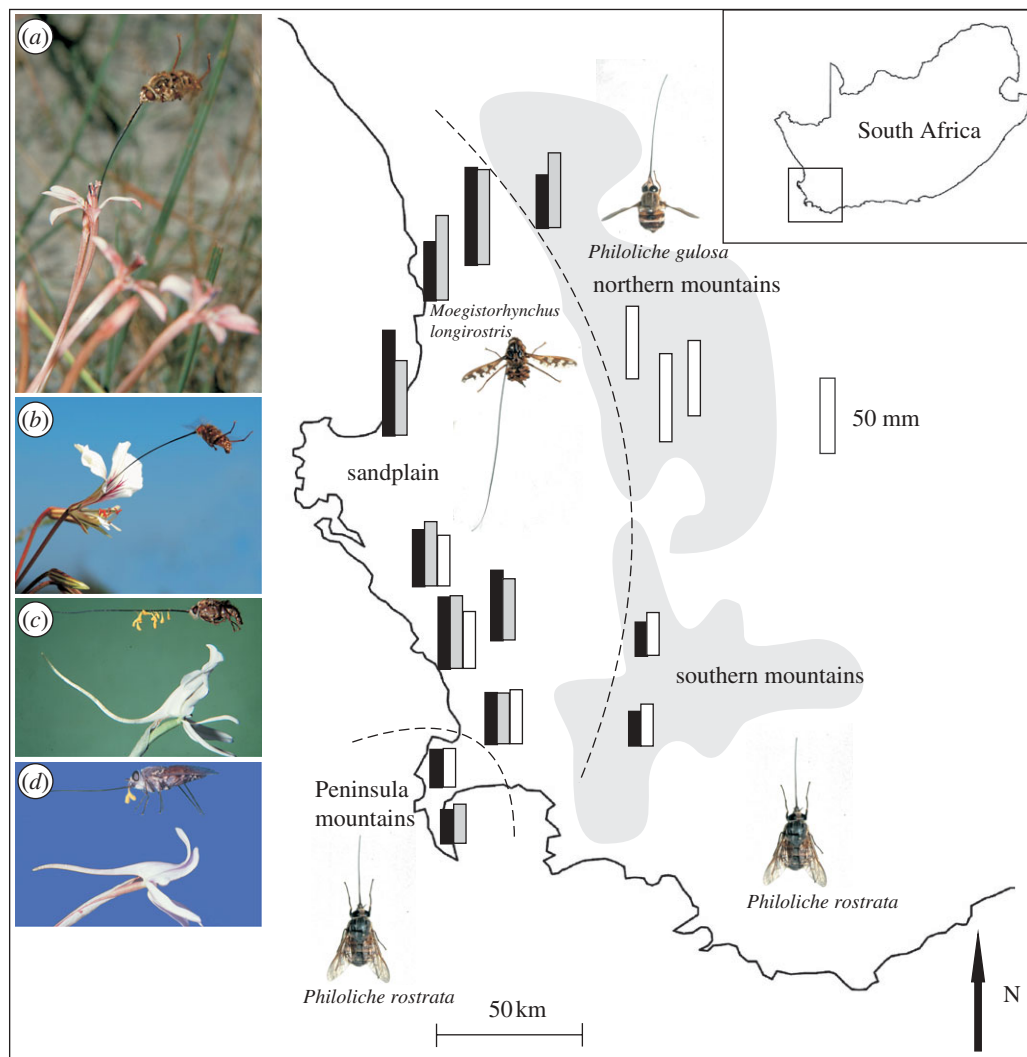 (a)
(b)
(c)
(d)
South Africa
Philoliche gulosa
northern mountains
Moegistorhynchus
longirostris
50 mm
sandplain
southern mountains
Peninsula
mountains
Philoliche rostrata
Philoliche rostrata
50 km
N